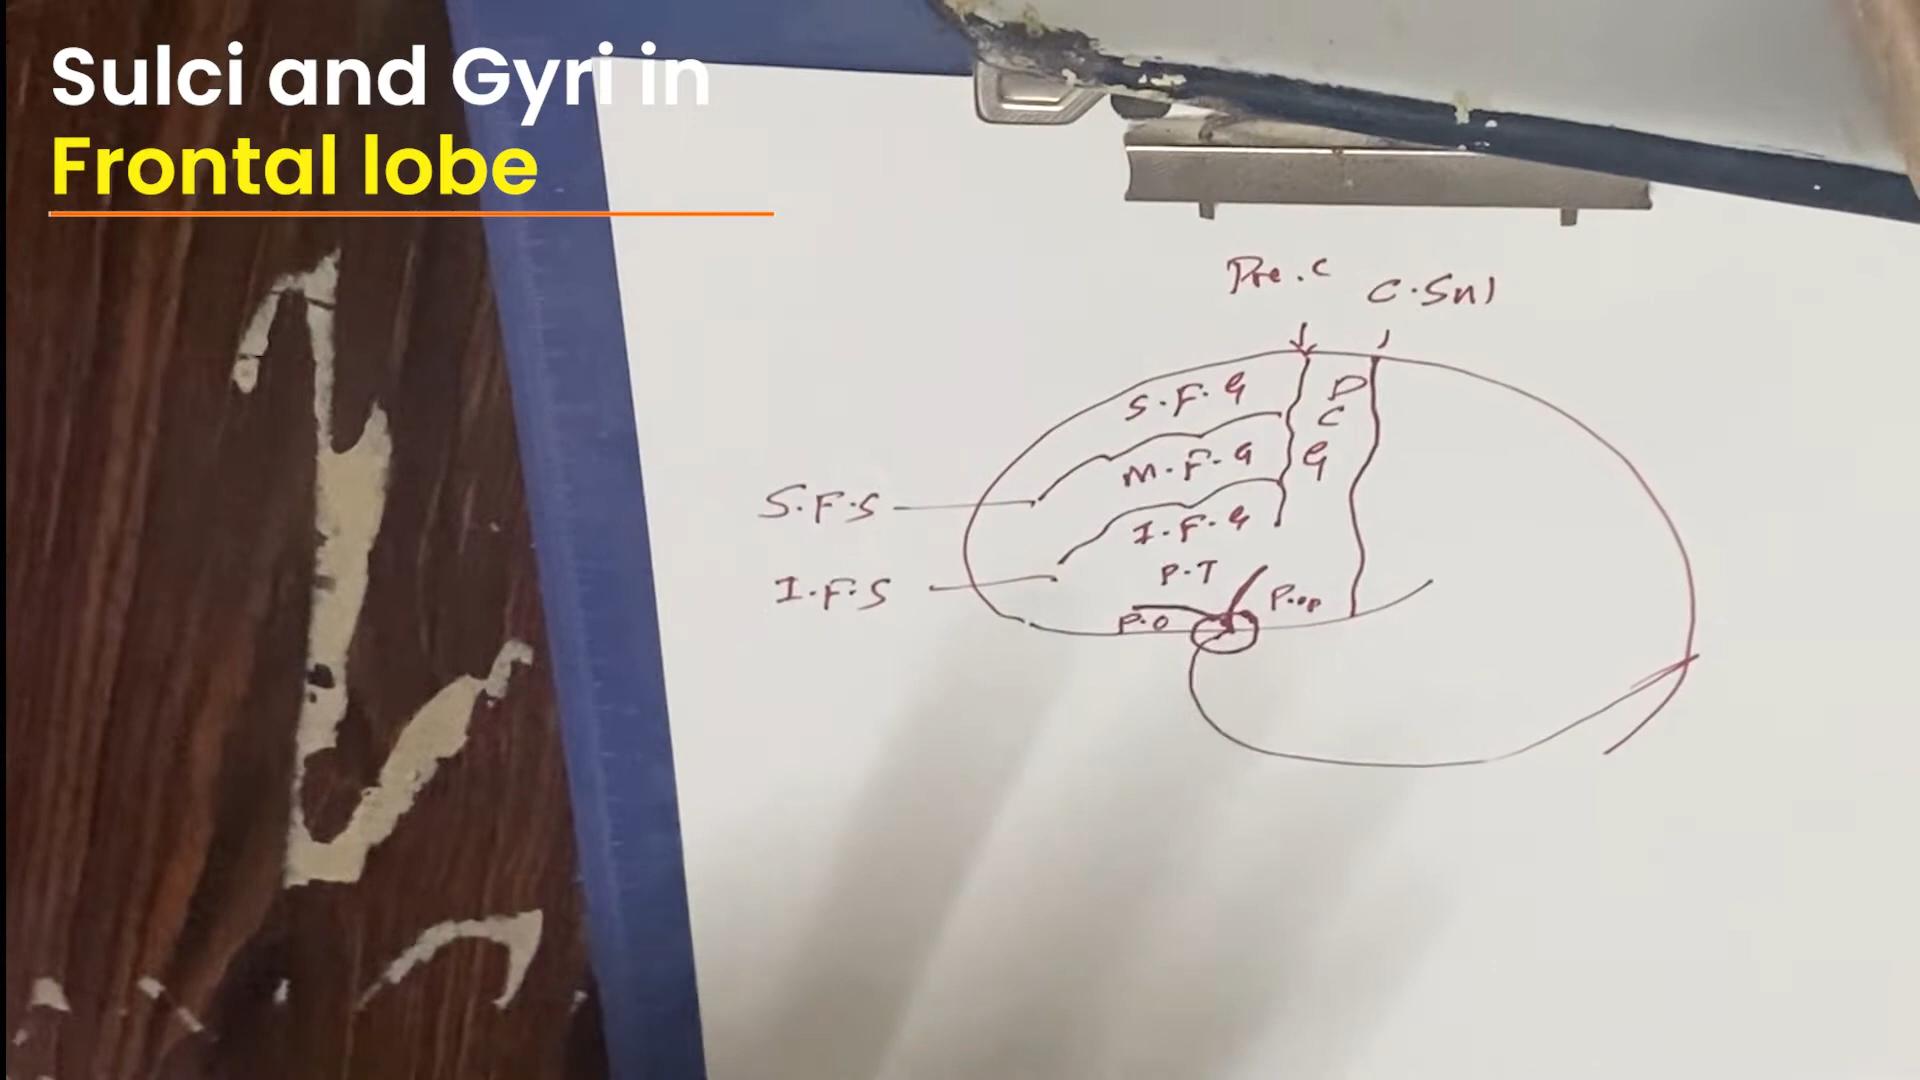 Sulci and Gyri in
Frontal lobe
Pre.c
C.Sul
S.F.G
P
C
G
M.F.G
S.F.S
I.F.G
I.F.S
P.T
P.op
P.O